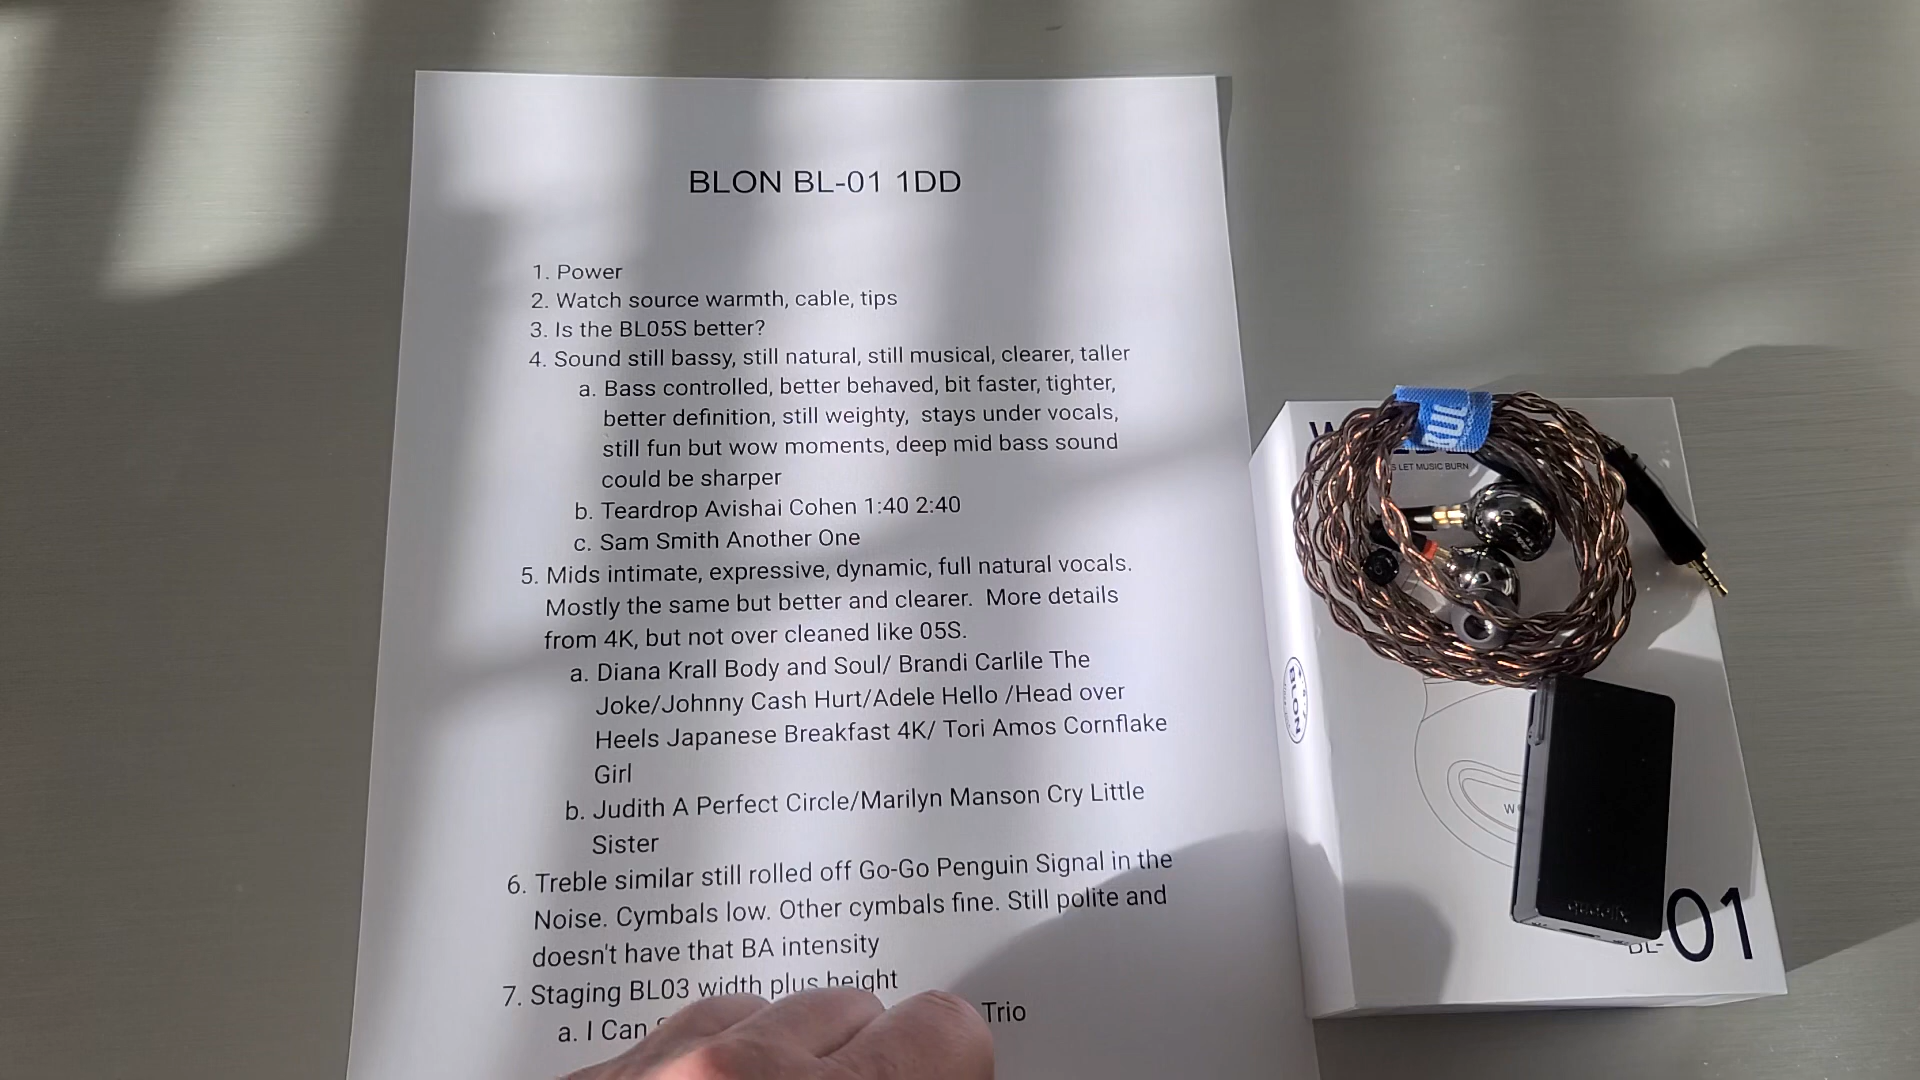 BLON BL-01 1DD
1. Power
2. Watch source warmth, cable, tips
3. Is the BL05S better?
4. Sound still bassy, still natural, still musical, clearer, taller
a. Bass controlled, better behaved, bit faster, tighter,
better definition, still weighty, stays under vocals,
still fun but wow moments, deep mid bass sound
could be sharper
b. Teardrop Avishai Cohen 1:40 2:40
c. Sam Smith Another One
5. Mids intimate, expressive, dynamic, full natural vocals.
Mostly the same but better and clearer. More details
from 4K, but not over cleaned like 05S.
a. Diana Krall Body and Soul/ Brandi Carlile The
Joke/Johnny Cash Hurt/Adele Hello /Head over
Heels Japanese Breakfast 4K/ Tori Amos Cornflake
Girl
b. Judith A Perfect Circle/Marilyn Manson Cry Little
Sister
6. Treble similar still rolled off Go-Go Penguin Signal in the
Noise. Cymbals low. Other cymbals fine. Still polite and
doesn't have that BA intensity
7. Staging BL03 width plus height
a. I Can Trio
LET MUSIC BURN
BLON
BL-01